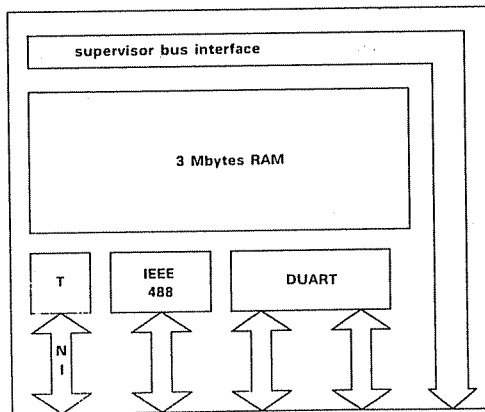 supervisor bus interface
3 Mbytes RAM
T
IEEE
488
DUART
N
I